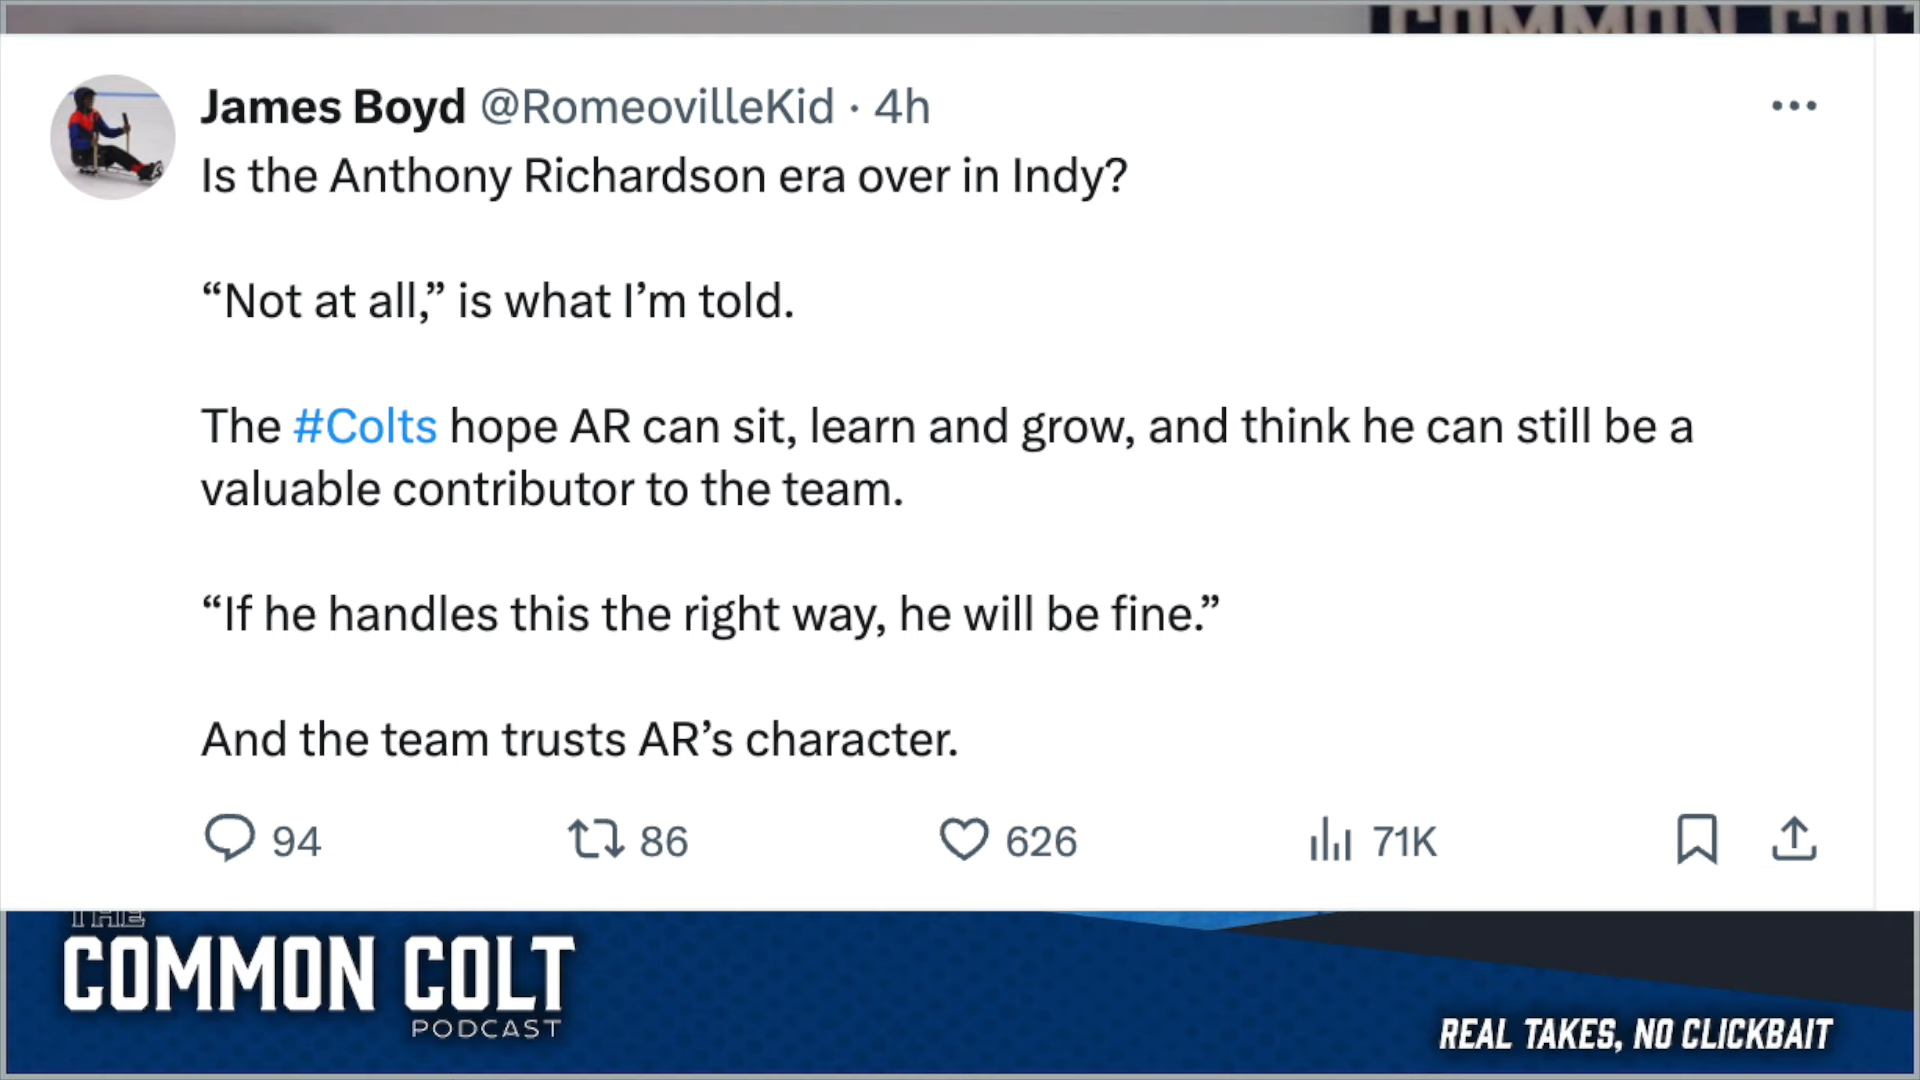 COMMON COLT
James Boyd @RomeovilleKid · 4h
Is the Anthony Richardson era over in Indy?
“Not at all,” is what I’m told.
The #Colts hope AR can sit, learn and grow, and think he can still be a
valuable contributor to the team.
“If he handles this the right way, he will be fine.”
And the team trusts AR’s character.
94 86 626 71K
THE
COMMON COLT
PODCAST
REAL TAKES, NO CLICKBAIT